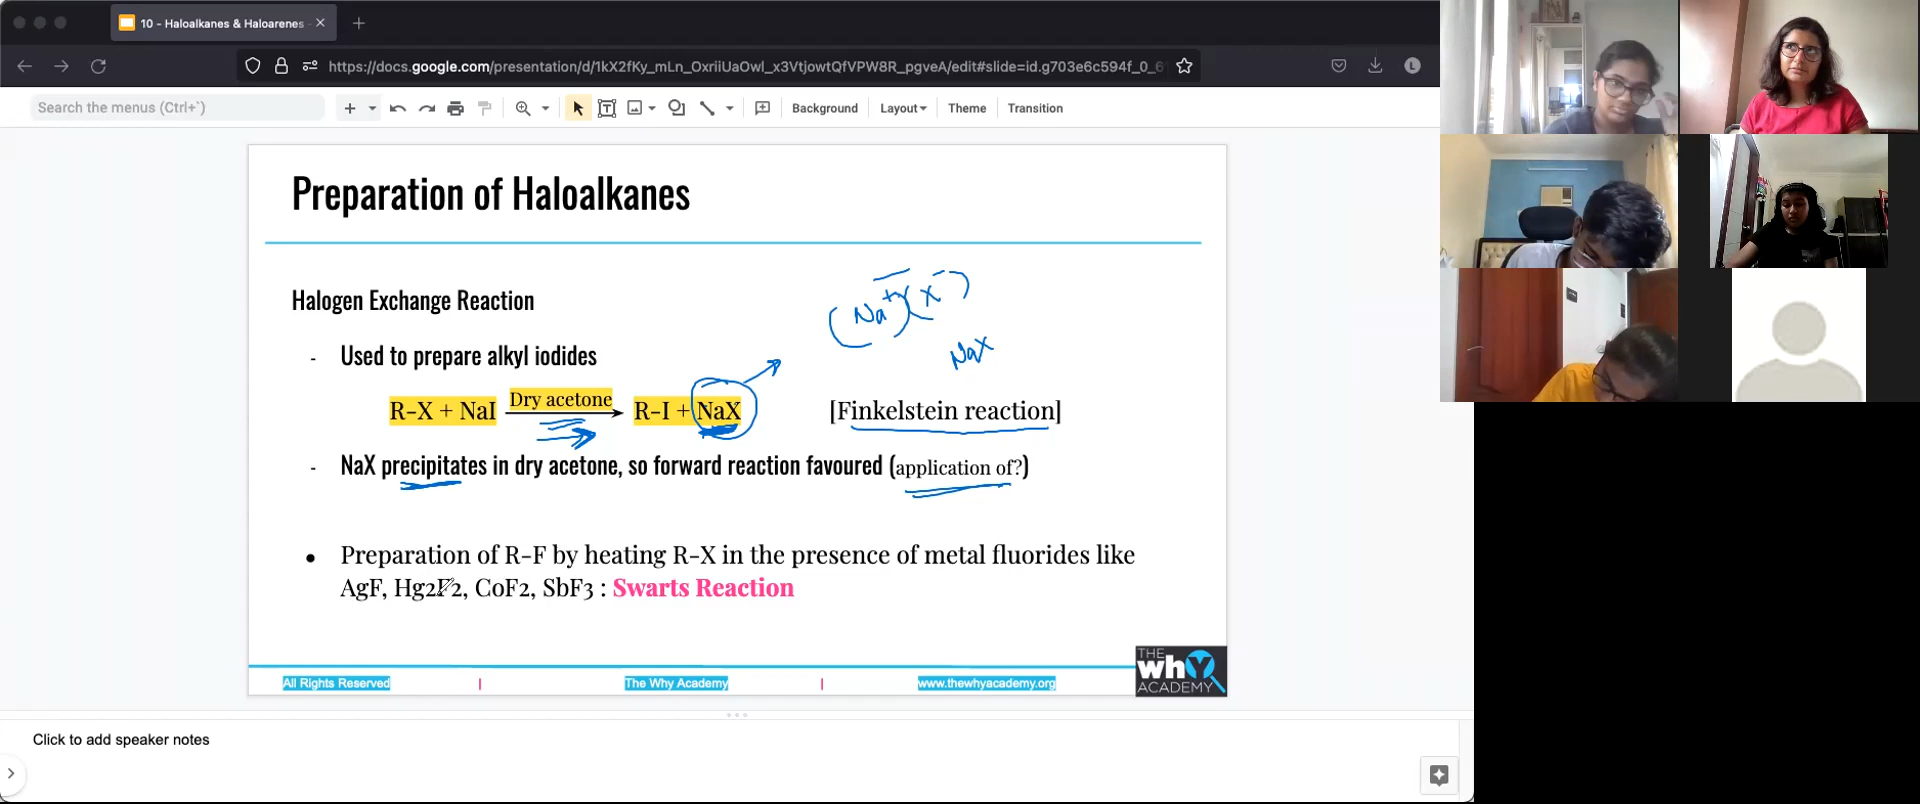 10 - Haloalkanes & Haloarenes -
https://docs.google.com/presentation/d/1kX2fKy_mLn_OxriiUaOwl_x3VtjowtQfVPW8R_pgveA/edit#slide=id.g703e6c594f_0_6
L
Search the menus (Ctrl+`)
Background Layout Theme Transition
Preparation of Haloalkanes
Halogen Exchange Reaction
(Na+)(X-)
NaX
- Used to prepare alkyl iodides
Dry acetone
R-X + NaI R-I + NaX [Finkelstein reaction]
- NaX precipitates in dry acetone, so forward reaction favoured (application of?)
● Preparation of R-F by heating R-X in the presence of metal fluorides like
AgF, Hg2F2, CoF2, SbF3 : Swarts Reaction
THE
whY
ACADEMY
All Rights Reserved | The Why Academy | www.thewhyacademy.org
Click to add speaker notes